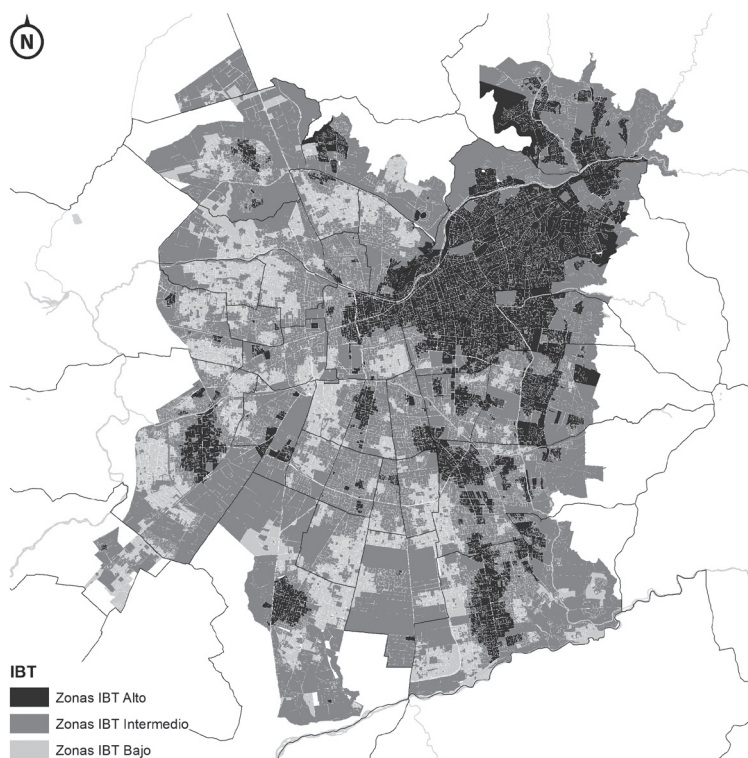 N
IBT
Zonas IBT Alto
Zonas IBT Intermedio
Zonas IBT Bajo